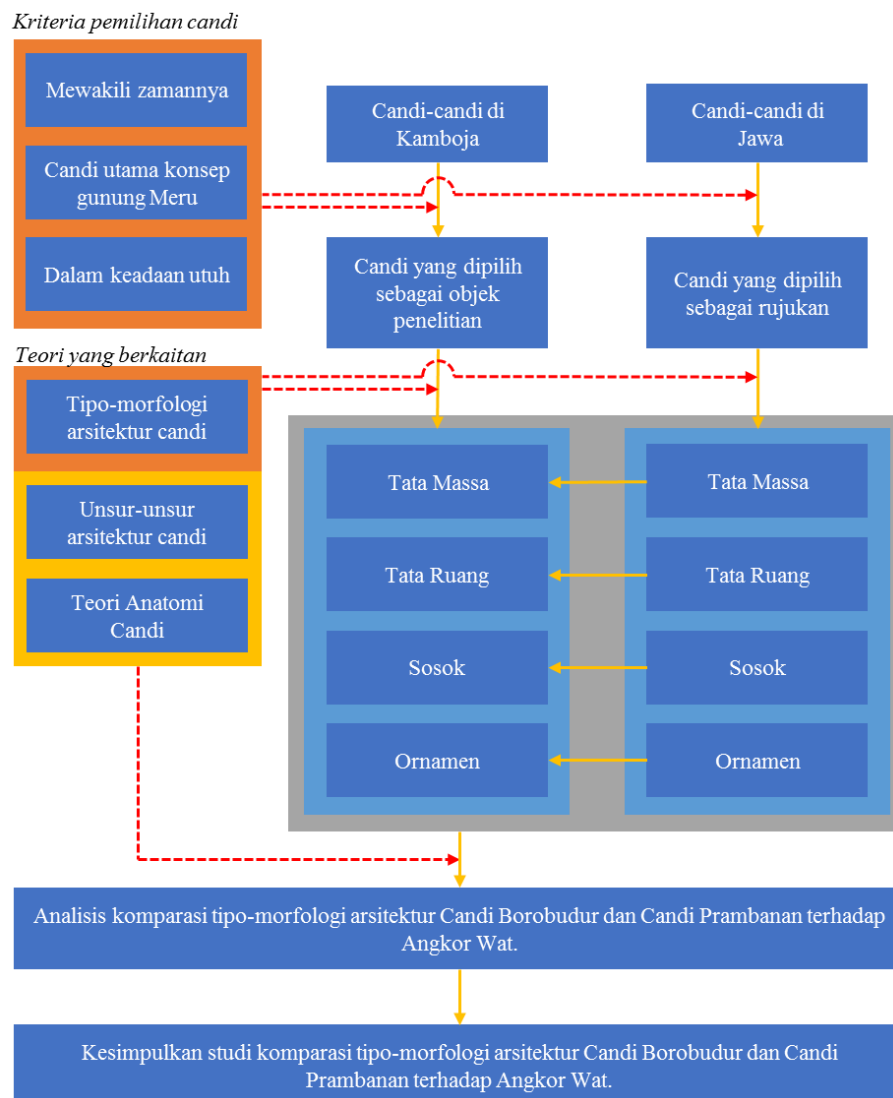 Kriteria pemilihan candi
Mewakili zamannya
Candi utama konsep
gunung Meru
Dalam keadaan utuh
Candi-candi di
Kamboja
Candi-candi di
Jawa
Candi yang dipilih
sebagai objek
penelitian
Candi yang dipilih
sebagai rujukan
Teori yang berkaitan
Tipo-morfologi
arsitektur candi
Unsur-unsur
arsitektur candi
Teori Anatomi
Candi
Tata Massa
Tata Massa
Tata Ruang
Tata Ruang
Sosok
Sosok
Ornamen
Ornamen
Analisis komparasi tipo-morfologi arsitektur Candi Borobudur dan Candi Prambanan terhadap
Angkor Wat.
Kesimpulkan studi komparasi tipo-morfologi arsitektur Candi Borobudur dan Candi
Prambanan terhadap Angkor Wat.